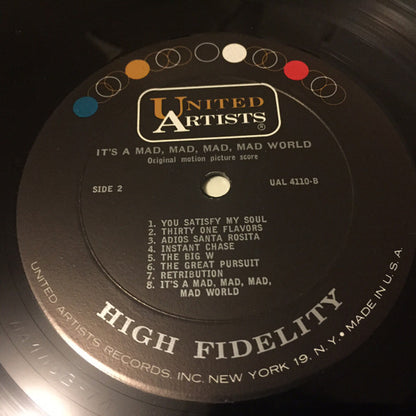 UNITED
ARTISTS
®
IT'S A MAD, MAD, MAD, MAD WORLD
Original motion picture score
SIDE 2
UAL 4110-B
1. YOU SATISFY MY SOUL
2. THIRTY ONE FLAVORS
3. ADIOS SANTA ROSITA
4. INSTANT CHASE
5. THE BIG W
6. THE GREAT PURSUIT
7. RETRIBUTION
8. IT'S A MAD, MAD, MAD,
MAD WORLD
HIGH FIDELITY
UNITED ARTISTS RECORDS, INC. NEW YORK 19, N.Y. • MADE IN U.S.A.